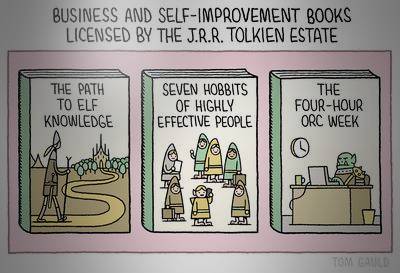 BUSINESS AND SELF-IMPROVEMENT BOOKS
LICENSED BY THE J.R.R. TOLKIEN ESTATE
THE PATH
TO ELF
KNOWLEDGE
SEVEN HOBBITS
OF HIGHLY
EFFECTIVE PEOPLE
THE
FOUR-HOUR
ORC WEEK
TOM GAULD